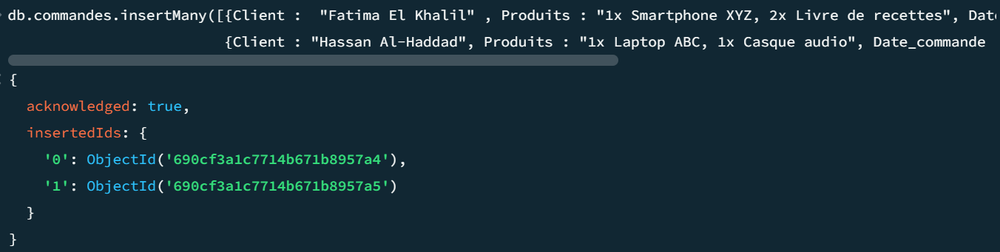 db.commandes.insertMany([{Client :  "Fatima El Khalil" , Produits : "1x Smartphone XYZ, 2x Livre de recettes", Dat
{Client : "Hassan Al-Haddad", Produits : "1x Laptop ABC, 1x Casque audio", Date_commande
{
acknowledged: true,
insertedIds: {
'0': ObjectId('690cf3a1c7714b671b8957a4'),
'1': ObjectId('690cf3a1c7714b671b8957a5')
}
}